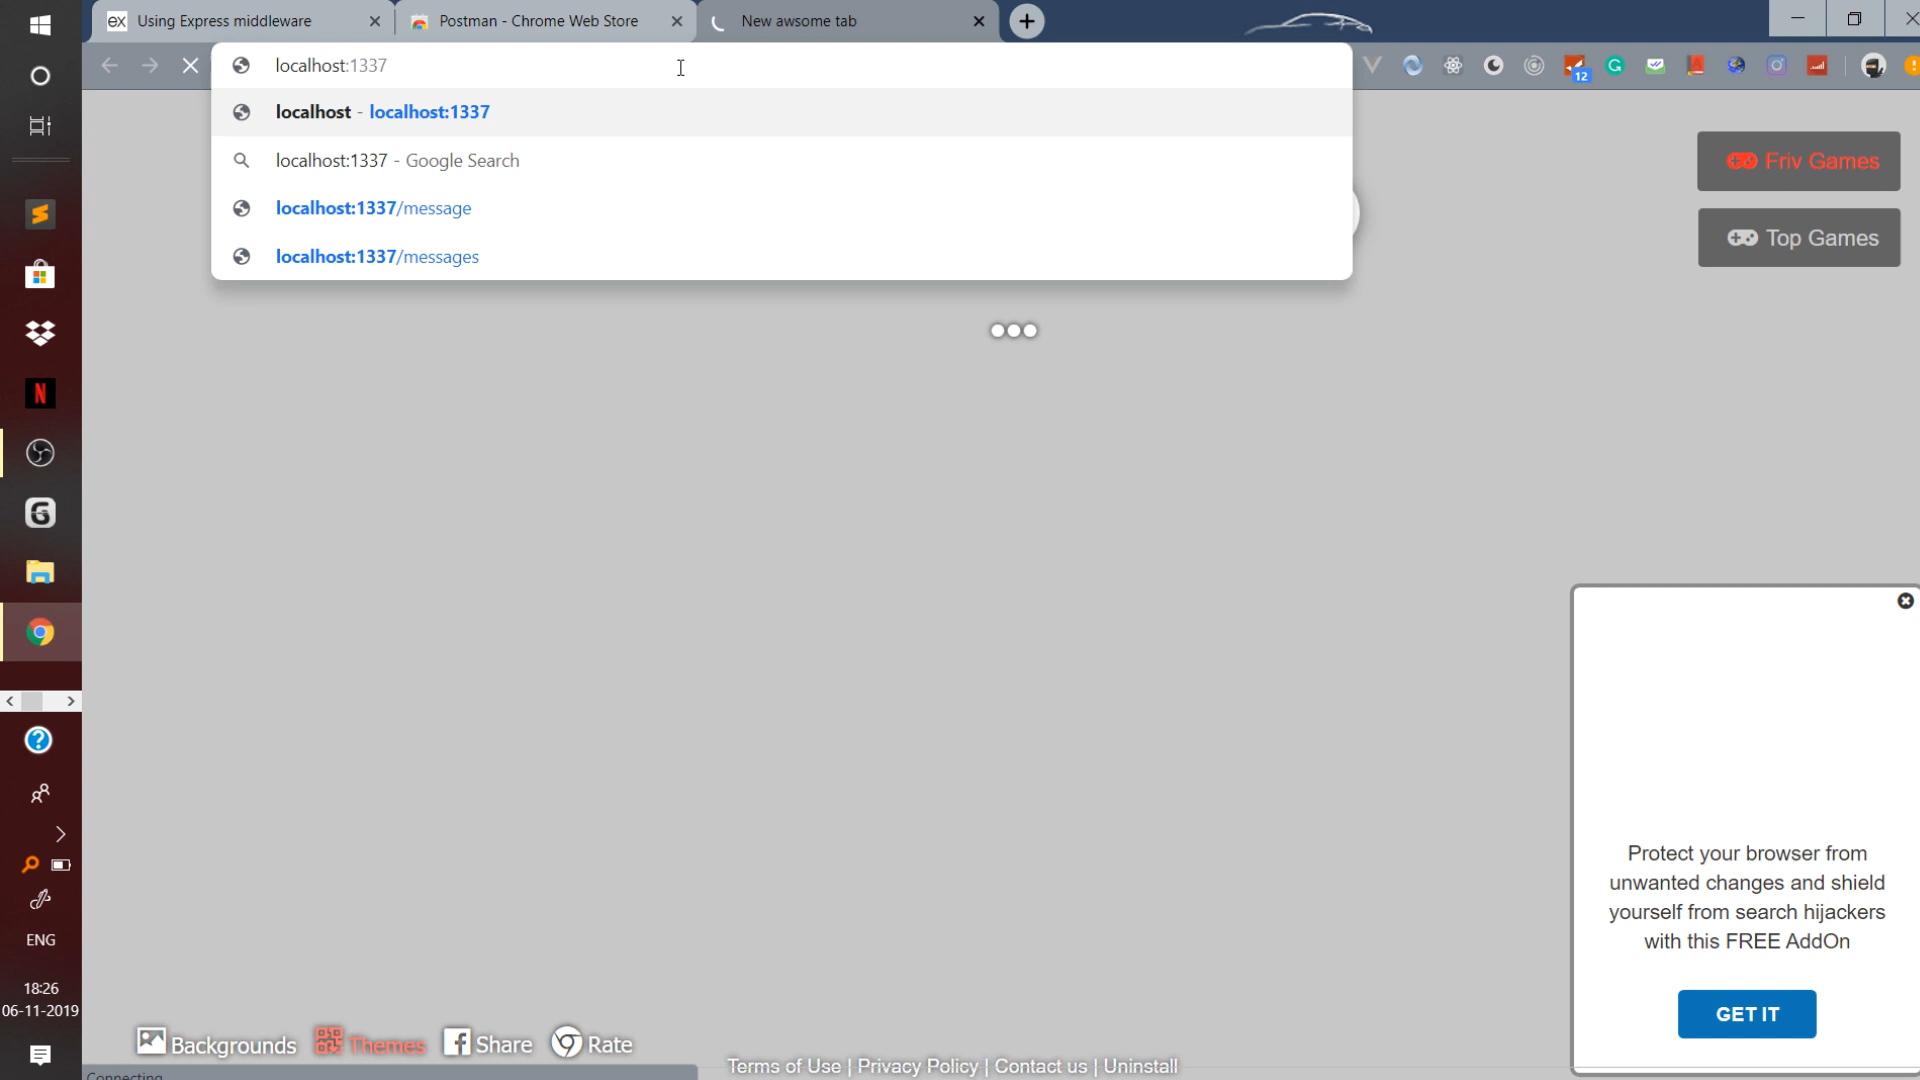 Using Express middleware
Postman - Chrome Web Store
New awsome tab
localhost:1337
localhost - localhost:1337
localhost:1337 - Google Search
localhost:1337/message
localhost:1337/messages
12
Friv Games
Top Games
Protect your browser from
unwanted changes and shield
yourself from search hijackers
with this FREE AddOn
GET IT
ENG
18:26
06-11-2019
Backgrounds
Themes
Share
Rate
Terms of Use | Privacy Policy | Contact us | Uninstall
Connecting